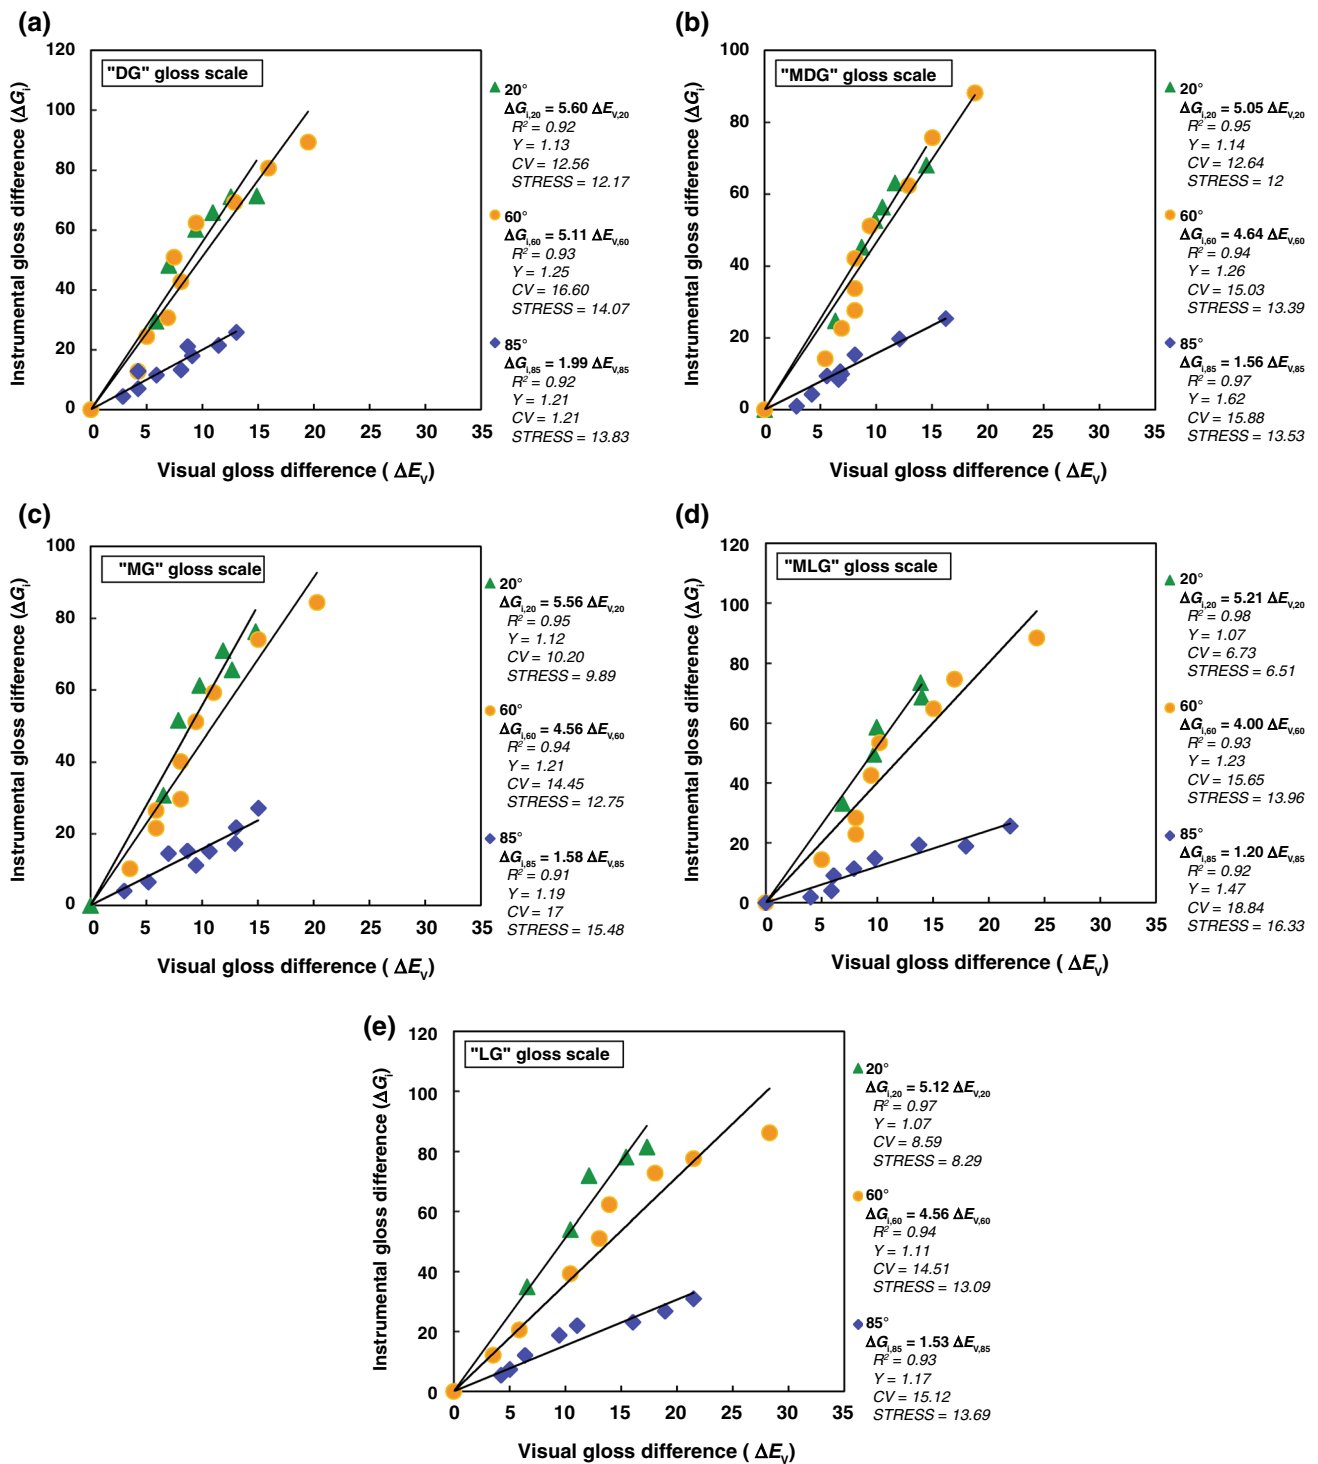 (a)
"DG" gloss scale
Instrumental gloss difference (ΔGi)
120
100
80
60
40
20
0
0 5 10 15 20 25 30 35
Visual gloss difference ( ΔEV)
20°
ΔGi,20 = 5.60 ΔEV,20
R² = 0.92
Y = 1.13
CV = 12.56
STRESS = 12.17
60°
ΔGi,60 = 5.11 ΔEV,60
R² = 0.93
Y = 1.25
CV = 16.60
STRESS = 14.07
85°
ΔGi,85 = 1.99 ΔEV,85
R² = 0.92
Y = 1.21
CV = 1.21
STRESS = 13.83
(b)
"MDG" gloss scale
Instrumental gloss difference (ΔGi)
100
80
60
40
20
0
0 5 10 15 20 25 30 35
Visual gloss difference ( ΔEV)
20°
ΔGi,20 = 5.05 ΔEV,20
R² = 0.95
Y = 1.14
CV = 12.64
STRESS = 12
60°
ΔGi,60 = 4.64 ΔEV,60
R² = 0.94
Y = 1.26
CV = 15.03
STRESS = 13.39
85°
ΔGi,85 = 1.56 ΔEV,85
R² = 0.97
Y = 1.62
CV = 15.88
STRESS = 13.53
(c)
"MG" gloss scale
Instrumental gloss difference (ΔGi)
100
80
60
40
20
0
0 5 10 15 20 25 30 35
Visual gloss difference ( ΔEV)
20°
ΔGi,20 = 5.56 ΔEV,20
R² = 0.95
Y = 1.12
CV = 10.20
STRESS = 9.89
60°
ΔGi,60 = 4.56 ΔEV,60
R² = 0.94
Y = 1.21
CV = 14.45
STRESS = 12.75
85°
ΔGi,85 = 1.58 ΔEV,85
R² = 0.91
Y = 1.19
CV = 17
STRESS = 15.48
(d)
"MLG" gloss scale
Instrumental gloss difference (ΔGi)
120
100
80
60
40
20
0
0 5 10 15 20 25 30 35
Visual gloss difference ( ΔEV)
20°
ΔGi,20 = 5.21 ΔEV,20
R² = 0.98
Y = 1.07
CV = 6.73
STRESS = 6.51
60°
ΔGi,60 = 4.00 ΔEV,60
R² = 0.93
Y = 1.23
CV = 15.65
STRESS = 13.96
85°
ΔGi,85 = 1.20 ΔEV,85
R² = 0.92
Y = 1.47
CV = 18.84
STRESS = 16.33
(e)
"LG" gloss scale
Instrumental gloss difference (ΔGi)
120
100
80
60
40
20
0
0 5 10 15 20 25 30 35
Visual gloss difference ( ΔEV)
20°
ΔGi,20 = 5.12 ΔEV,20
R² = 0.97
Y = 1.07
CV = 8.59
STRESS = 8.29
60°
ΔGi,60 = 4.56 ΔEV,60
R² = 0.94
Y = 1.11
CV = 14.51
STRESS = 13.09
85°
ΔGi,85 = 1.53 ΔEV,85
R² = 0.93
Y = 1.17
CV = 15.12
STRESS = 13.69